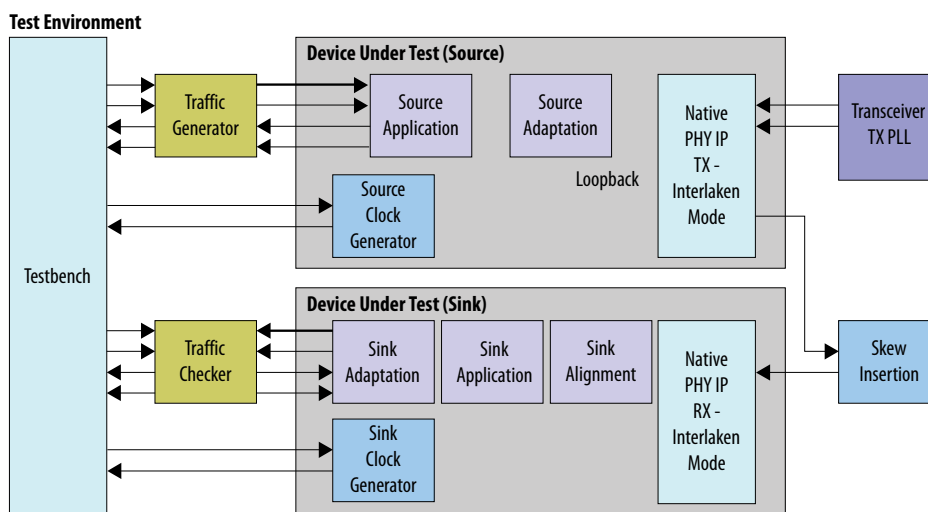 Test Environment
Device Under Test (Source)
Traffic
Generator
Source
Application
Source
Adaptation
Native
PHY IP
TX -
Interlaken
Mode
Transceiver
TX PLL
Loopback
Source
Clock
Generator
Testbench
Device Under Test (Sink)
Traffic
Checker
Sink
Adaptation
Sink
Application
Sink
Alignment
Native
PHY IP
RX -
Interlaken
Mode
Skew
Insertion
Sink
Clock
Generator